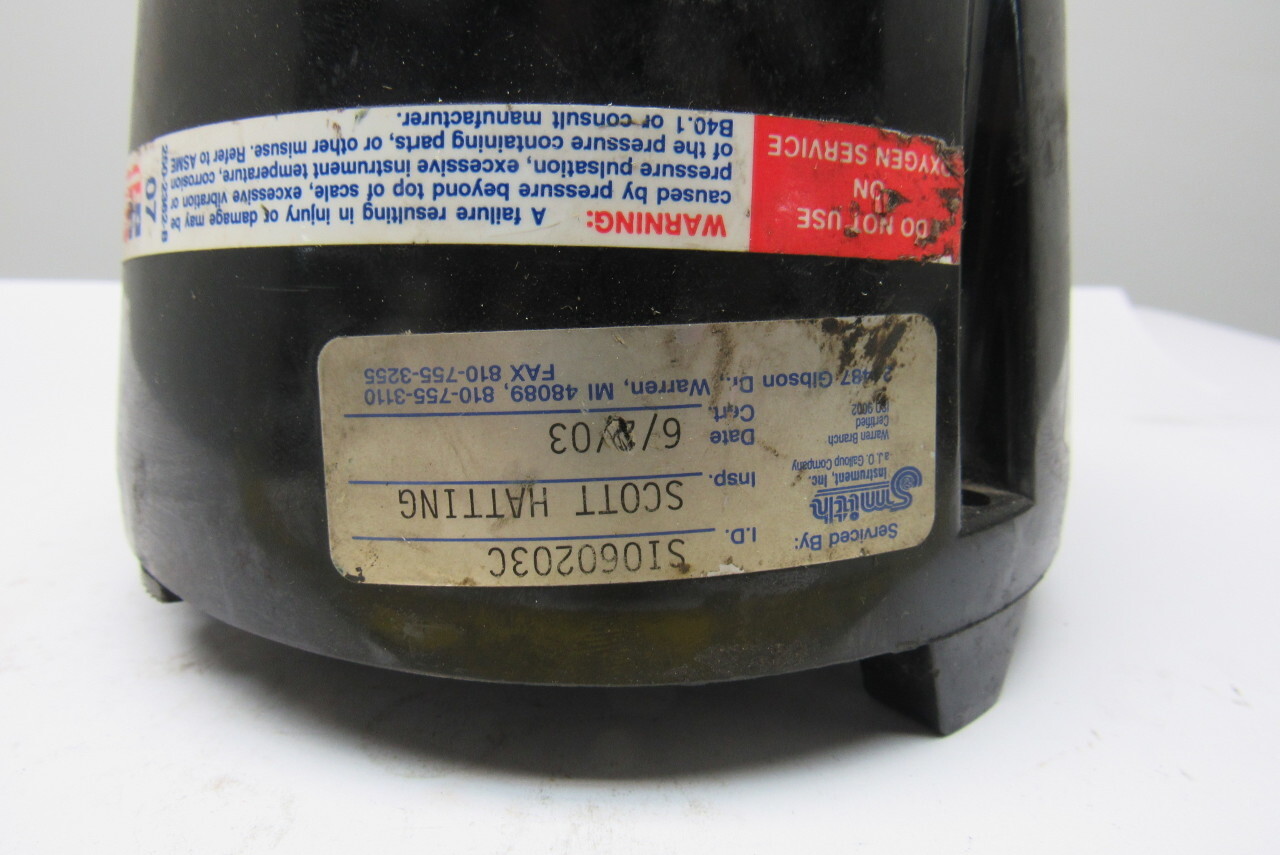 SI060203C
Serviced By:
I.D.
Smith
Instrument, Inc.
a J.O. Galloup Company
SCOTT HATTING
Insp.
Warren Branch
Certified
ISO 9002
Date
Cert.
6/ /03
Gibson Dr., Warren, MI 48089, 810-755-3110
FAX 810-755-3255
DO NOT USE
ON
OXYGEN SERVICE
WARNING:
A failure resulting in injury or damage may be
caused by pressure beyond top of scale, excessive vibration or
pressure pulsation, excessive instrument temperature, corrosion
of the pressure containing parts, or other misuse. Refer to ASME
B40.1 or consult manufacturer.
07